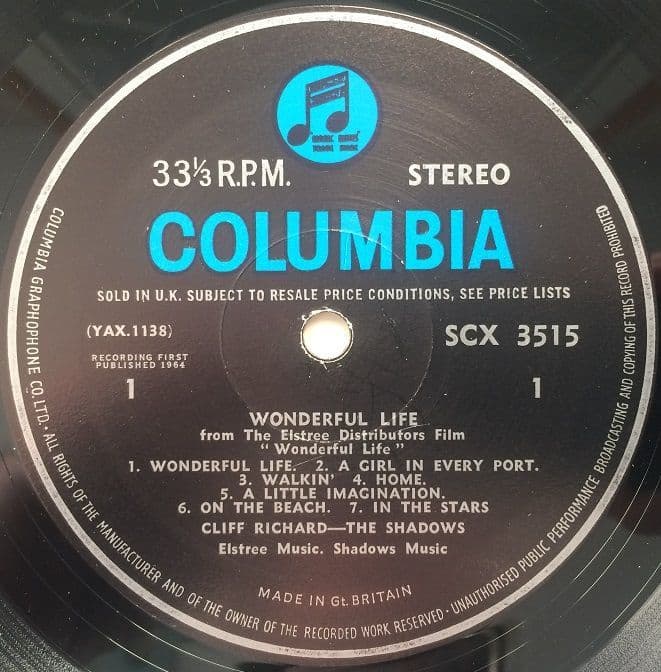 33⅓ R.P.M.
STEREO
COLUMBIA
SOLD IN U.K. SUBJECT TO RESALE PRICE CONDITIONS, SEE PRICE LISTS
(YAX.1138)
SCX 3515
RECORDING FIRST
PUBLISHED 1964
1
1
WONDERFUL LIFE
from The Elstree Distributors Film
"Wonderful Life"
1. WONDERFUL LIFE. 2. A GIRL IN EVERY PORT.
3. WALKIN' 4. HOME.
5. A LITTLE IMAGINATION.
6. ON THE BEACH. 7. IN THE STARS
CLIFF RICHARD—THE SHADOWS
Elstree Music. Shadows Music
MADE IN Gt. BRITAIN
COLUMBIA GRAPHOPHONE CO. LTD. · ALL RIGHTS OF THE MANUFACTURER AND OF THE OWNER OF THE RECORDED WORK RESERVED · UNAUTHORISED PUBLIC PERFORMANCE BROADCASTING AND COPYING OF THIS RECORD PROHIBITED